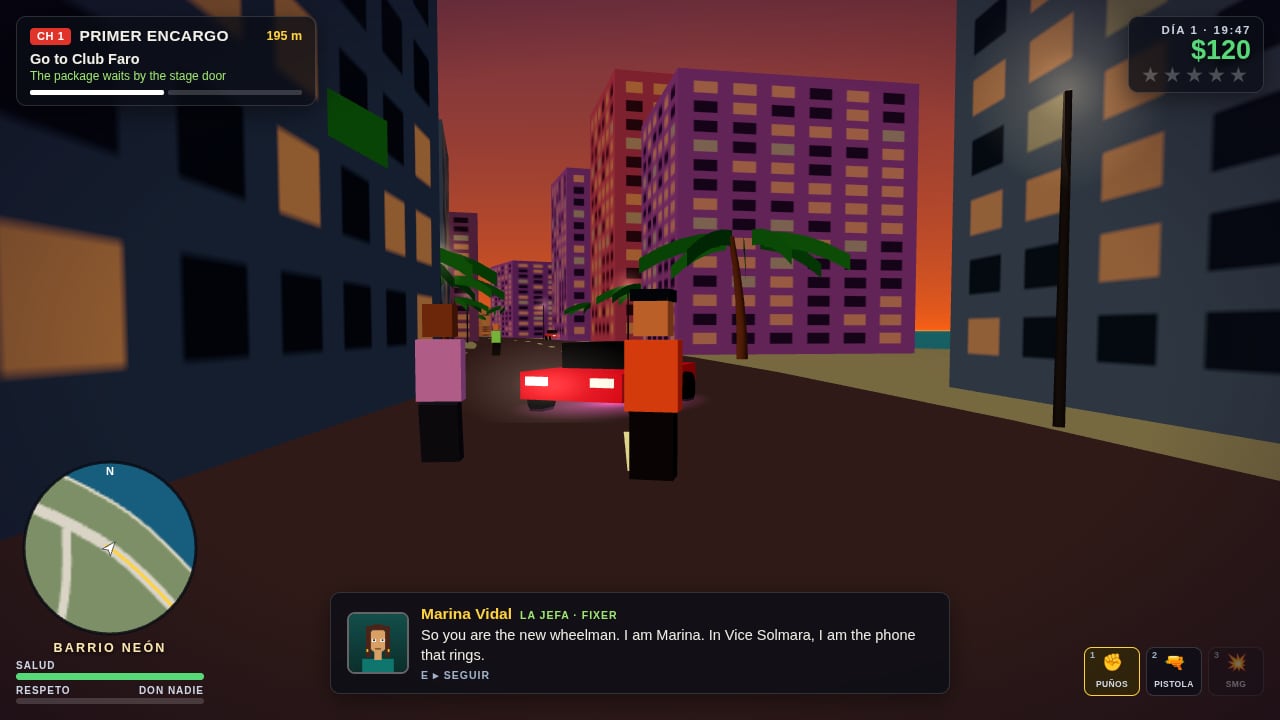 CH 1 PRIMER ENCARGO 195 m
Go to Club Faro
The package waits by the stage door
DÍA 1 · 19:47
$120
N
BARRIO NEÓN
SALUD
RESPETO DON NADIE
Marina Vidal LA JEFA · FIXER
So you are the new wheelman. I am Marina. In Vice Solmara, I am the phone
that rings.
E ▸ SEGUIR
1 2 3
PUÑOS PISTOLA SMG